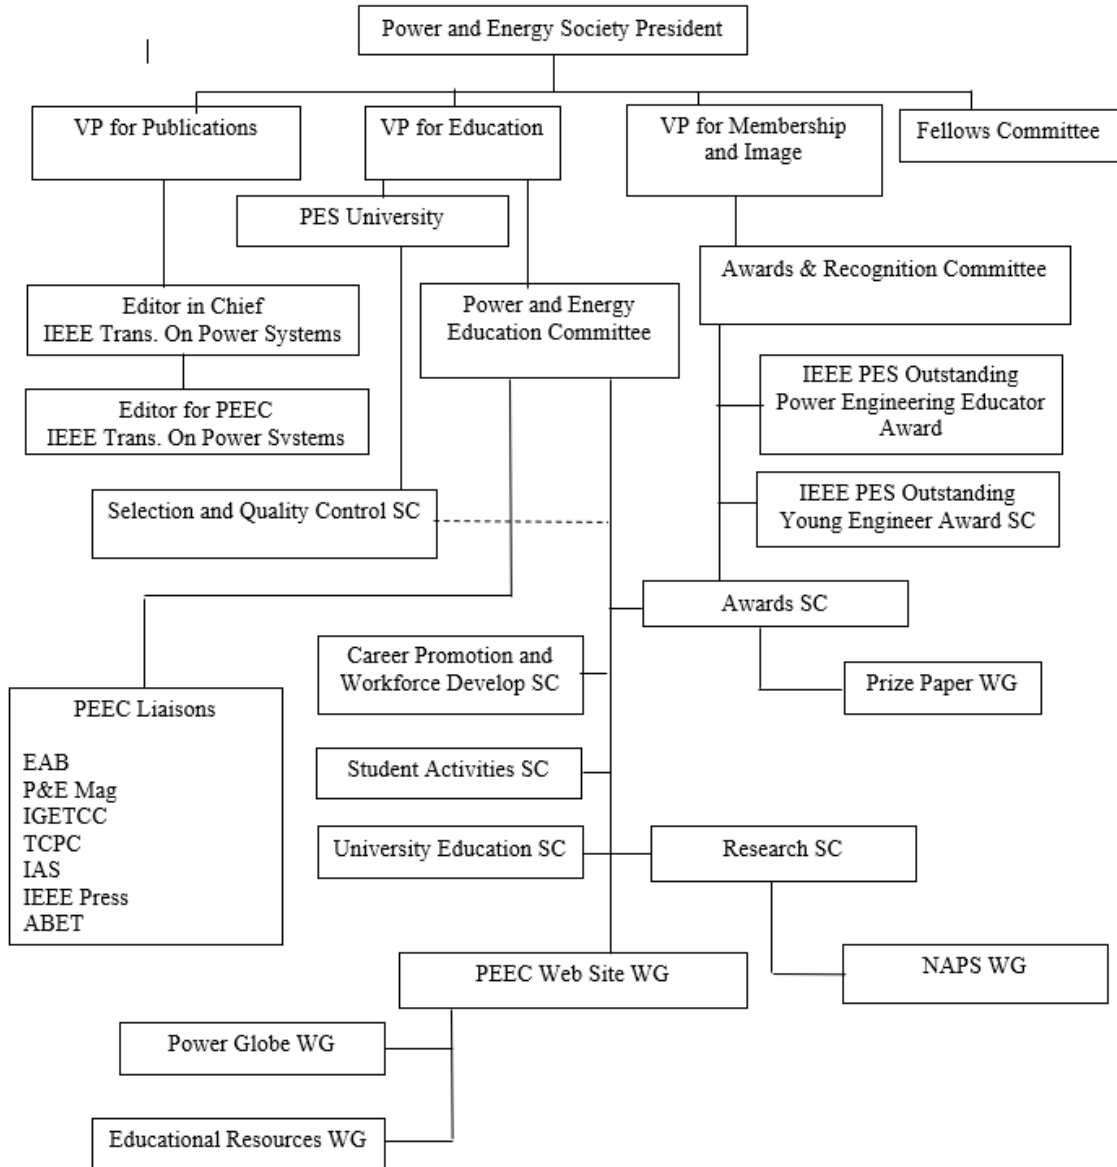 Power and Energy Society President
VP for Publications
VP for Education
VP for Membership
and Image
Fellows Committee
PES University
Awards & Recognition Committee
Editor in Chief
IEEE Trans. On Power Systems
Power and Energy
Education Committee
Editor for PEEC
IEEE Trans. On Power Systems
IEEE PES Outstanding
Power Engineering Educator
Award
Selection and Quality Control SC
IEEE PES Outstanding
Young Engineer Award SC
Awards SC
Career Promotion and
Workforce Develop SC
Prize Paper WG
PEEC Liaisons
EAB
P&E Mag
IGETCC
TCPC
IAS
IEEE Press
ABET
Student Activities SC
University Education SC
Research SC
PEEC Web Site WG
NAPS WG
Power Globe WG
Educational Resources WG